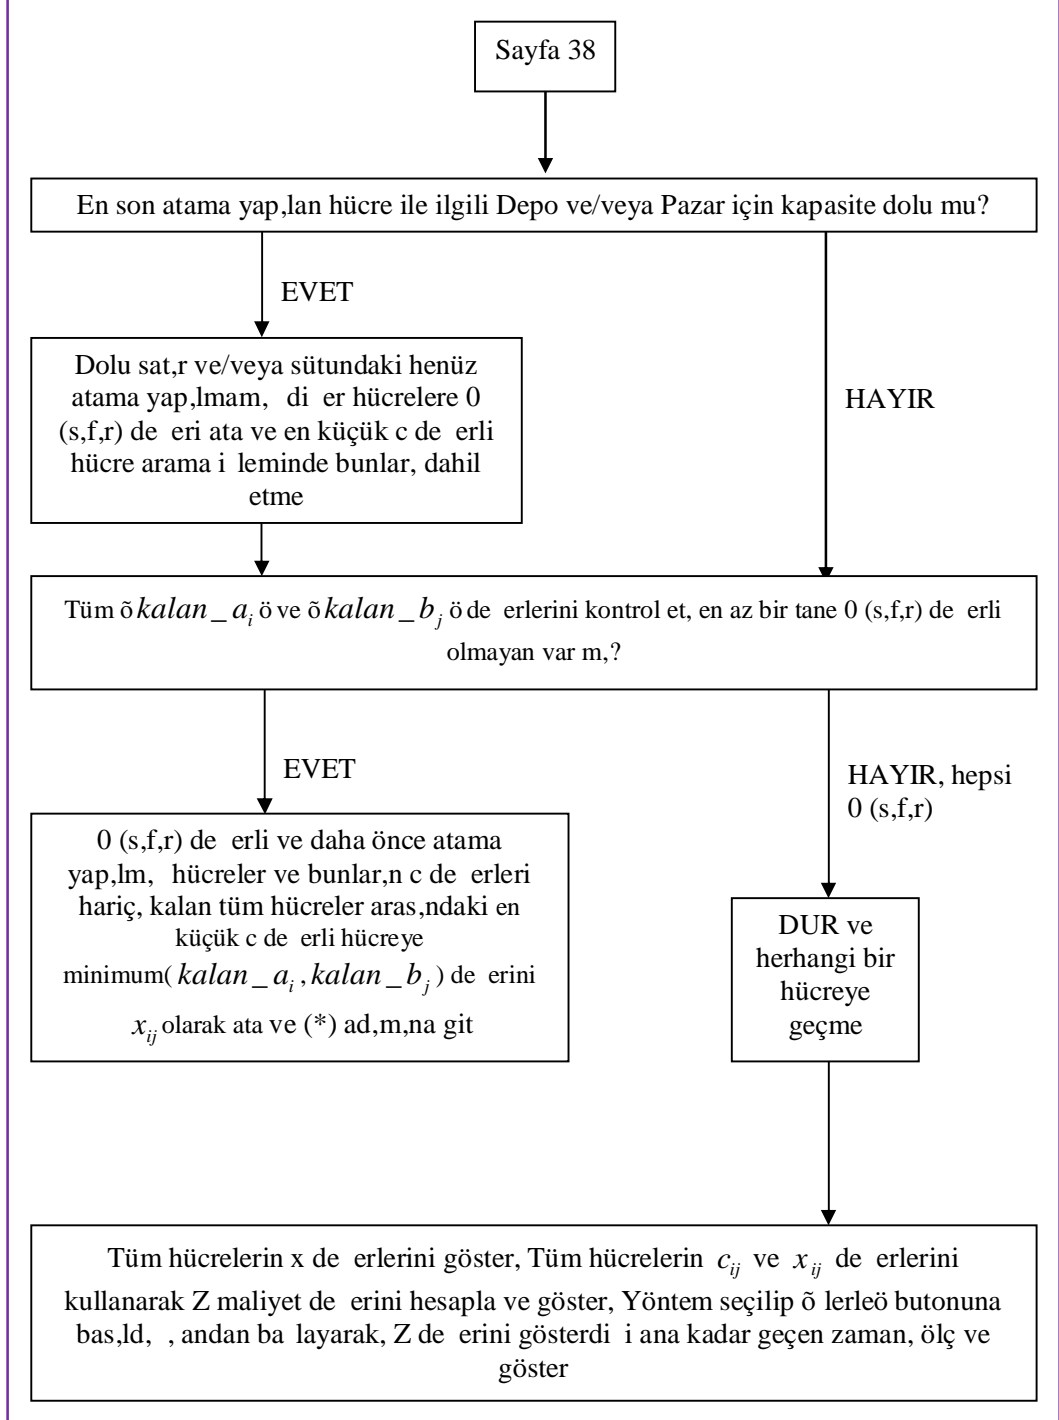 Sayfa 38
En son atama yap,lan hücre ile ilgili Depo ve/veya Pazar için kapasite dolu mu?
EVET
Dolu sat,r ve/veya sütundaki henüz
atama yap,lmam, di er hücrelere 0
(s,f,r) de eri ata ve en küçük c de erli
hücre arama i leminde bunlar, dahil
etme
HAYIR
Tüm õkalan_a_i ö ve õkalan_b_j ö de erlerini kontrol et, en az bir tane 0 (s,f,r) de erli
olmayan var m,?
EVET
HAYIR, hepsi
0 (s,f,r)
0 (s,f,r) de erli ve daha önce atama
yap,lm, hücreler ve bunlar,n c de erleri
hariç, kalan tüm hücreler aras,ndaki en
küçük c de erli hücreye
minimum(kalan_a_i, kalan_b_j) de erini
x_ij olarak ata ve (*) ad,m,na git
DUR ve
herhangi bir
hücreye
geçme
Tüm hücrelerin x de erlerini göster, Tüm hücrelerin c_ij ve x_ij de erlerini
kullanarak Z maliyet de erini hesapla ve göster, Yöntem seçilip õ lerleö butonuna
bas,ld, , andan ba layarak, Z de erini gösterdi i ana kadar geçen zaman, ölç ve
göster